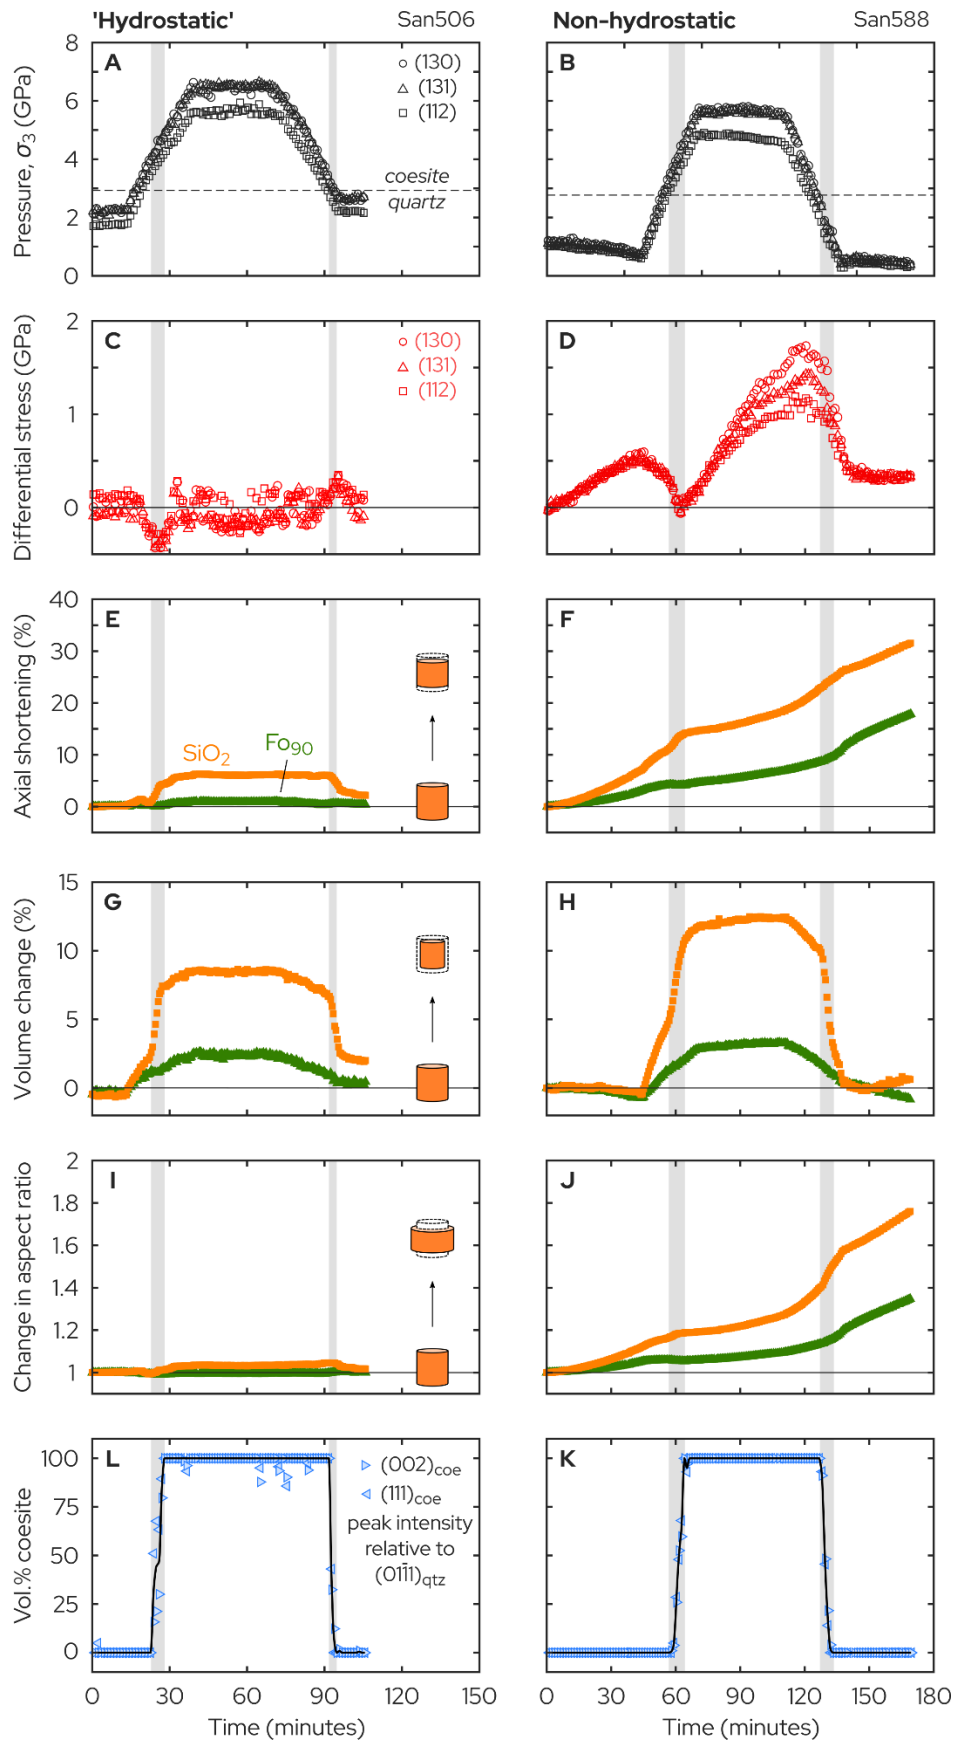 'Hydrostatic' San506 Non-hydrostatic San588
Pressure, σ3 (GPa)
8
6
4
2
0
A
(130)
(131)
(112)
coesite
quartz
B
Differential stress (GPa)
2
1
0
C
(130)
(131)
(112)
D
Axial shortening (%)
40
30
20
10
0
E
SiO2
Fo90
F
Volume change (%)
15
10
5
0
G
H
Change in aspect ratio
2
1.8
1.6
1.4
1.2
1
I
J
Vol.% coesite
100
75
50
25
0
L
(002)coe
(111)coe
peak intensity
relative to
(01̄1̄1)qtz
K
0 30 60 90 120 150
0 30 60 90 120 150 180
Time (minutes) Time (minutes)